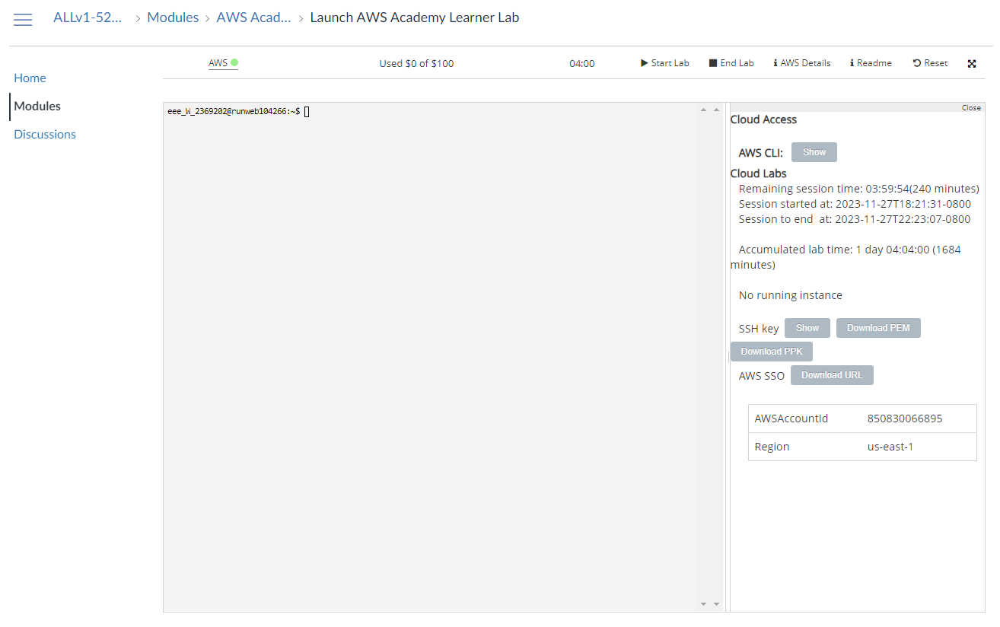 ALLv1-52... > Modules > AWS Acad... > Launch AWS Academy Learner Lab
AWS Used $0 of $100 04:00 Start Lab End Lab AWS Details Readme Reset
Home
Modules
Discussions
eee_W_2369202@runweb104266:~$
Close
Cloud Access
AWS CLI: Show
Cloud Labs
Remaining session time: 03:59:54(240 minutes)
Session started at: 2023-11-27T18:21:31-0800
Session to end at: 2023-11-27T22:23:07-0800
Accumulated lab time: 1 day 04:04:00 (1684
minutes)
No running instance
SSH key Show Download PEM
Download PPK
AWS SSO Download URL
AWSAccountId 850830066895
Region us-east-1